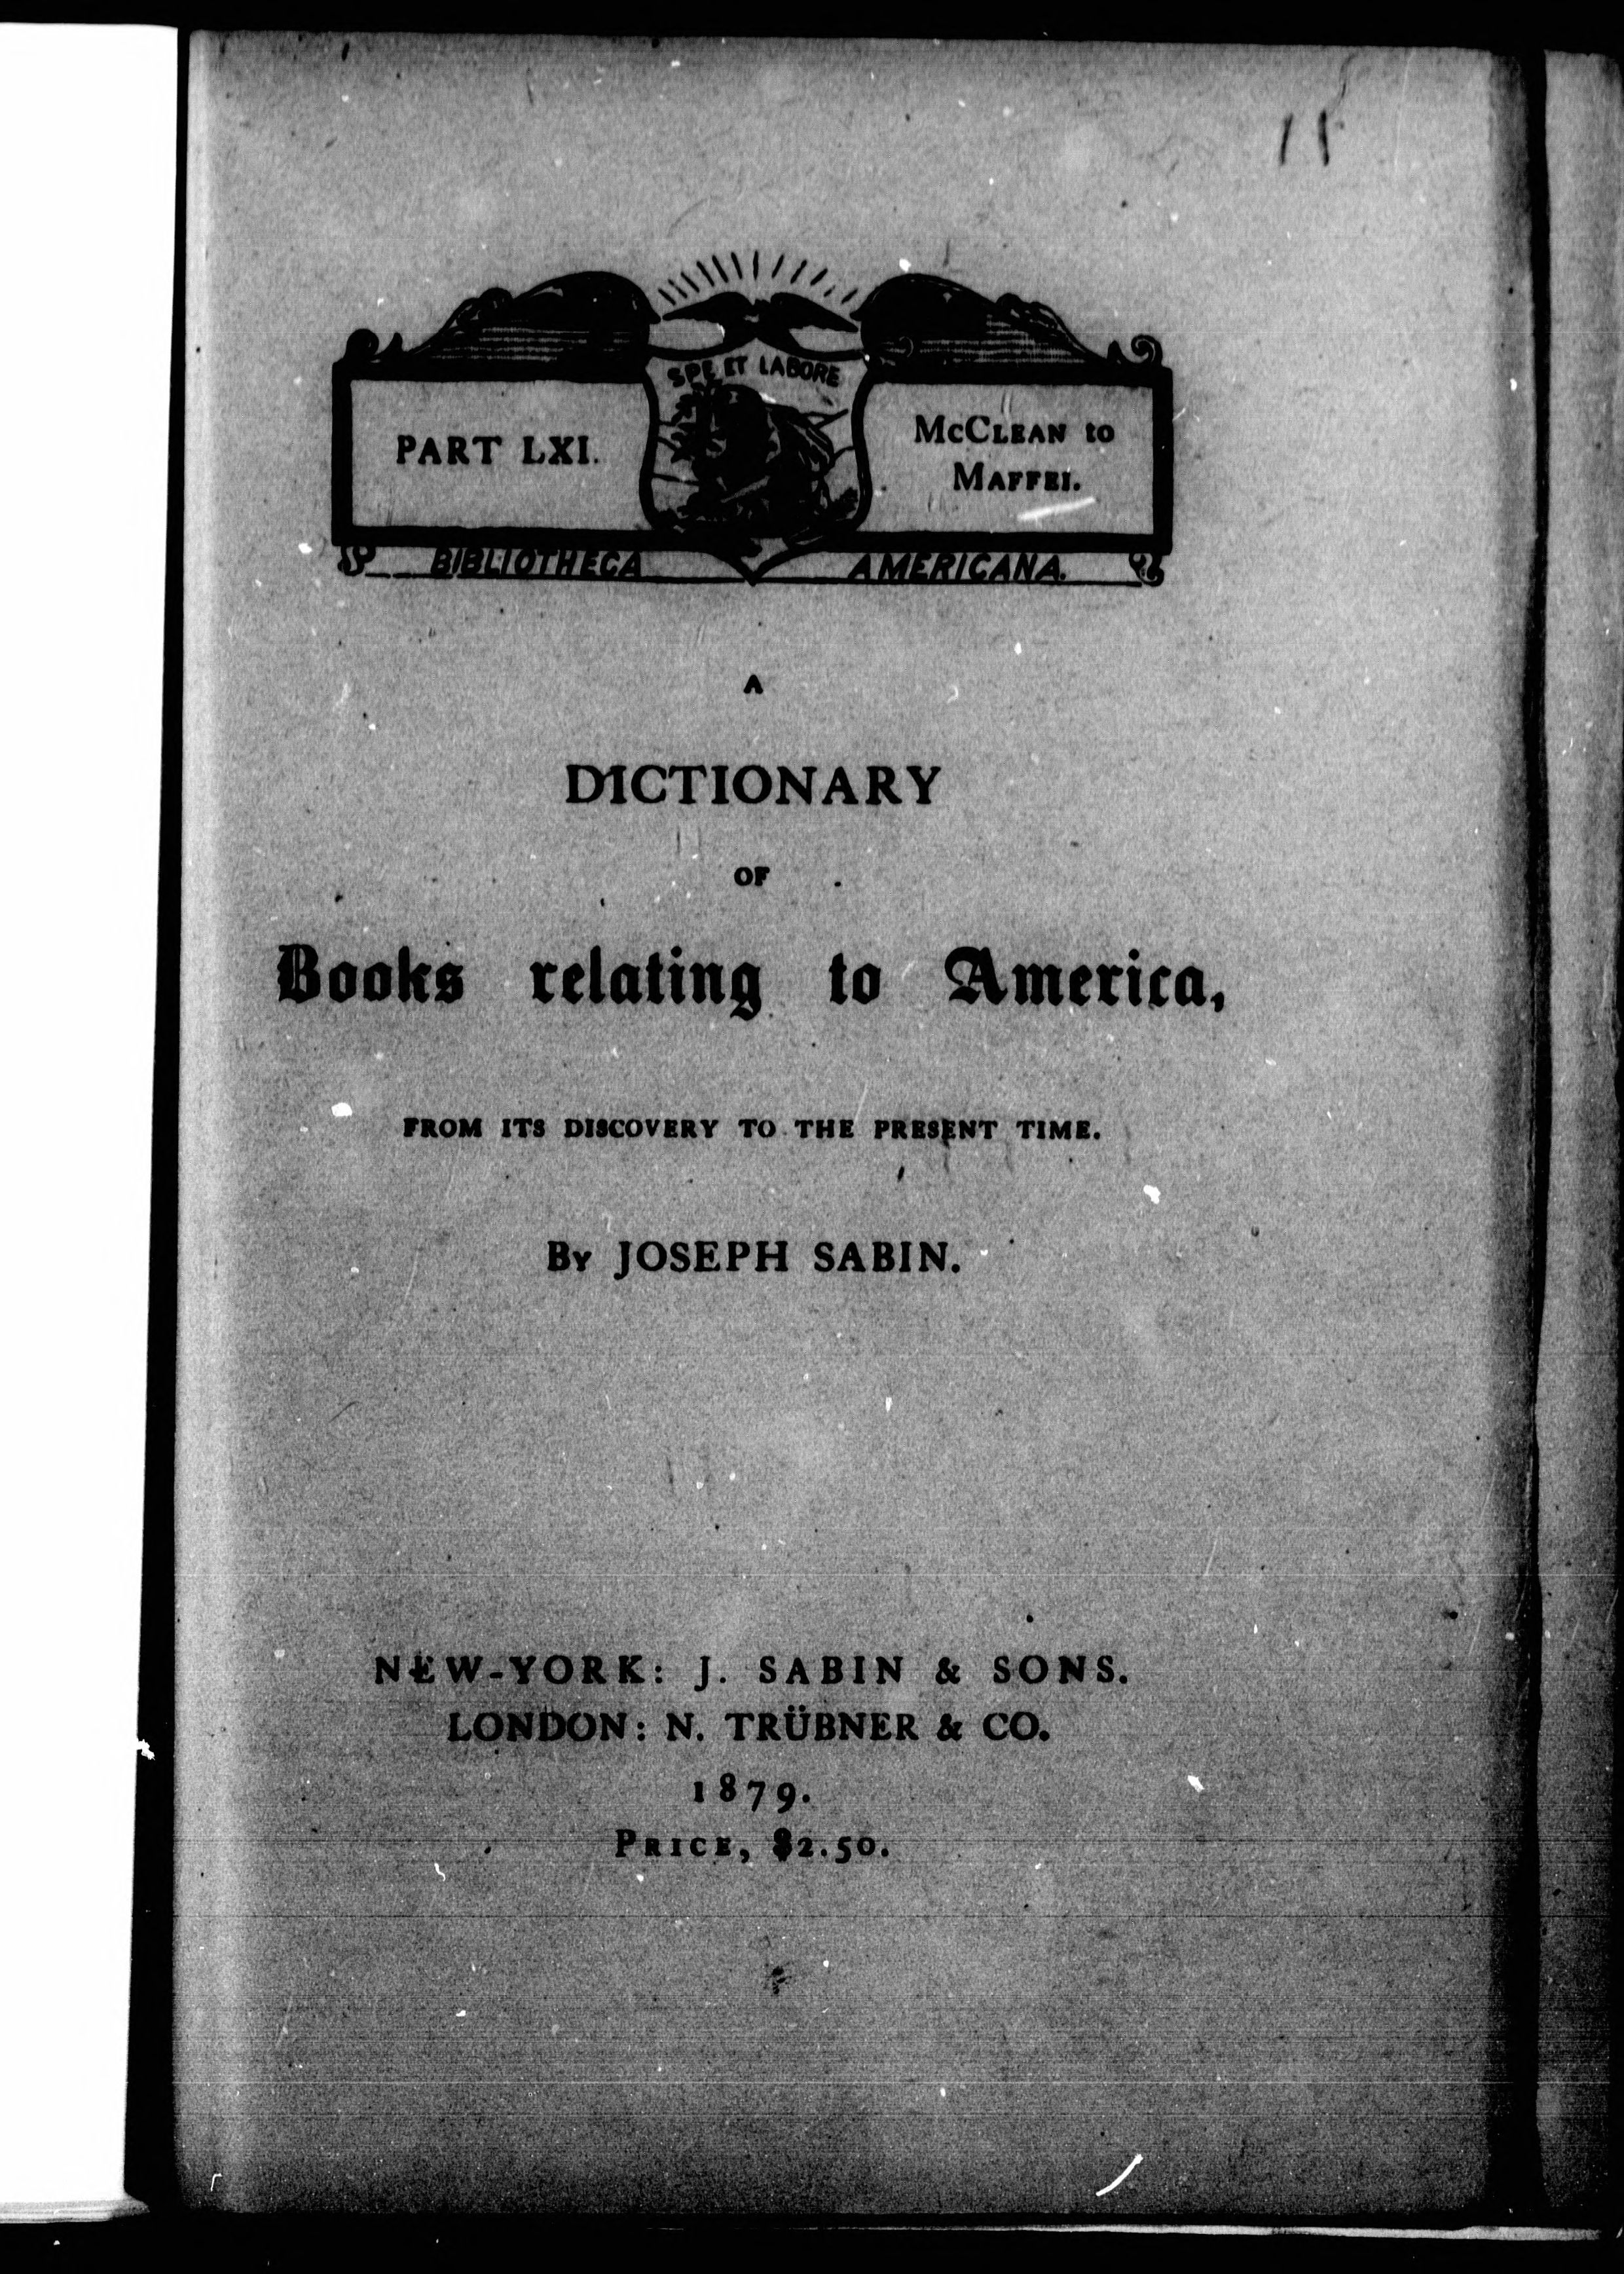 11
SPE ET LABORE
PART LXI.
McCLEAN to
MAFFEI.
BIBLIOTHECA AMERICANA.
A
DICTIONARY
OF
Books relating to America,
FROM ITS DISCOVERY TO THE PRESENT TIME.
By JOSEPH SABIN.
NEW-YORK: J. SABIN & SONS.
LONDON: N. TRÜBNER & CO.
1879.
PRICE, $2.50.